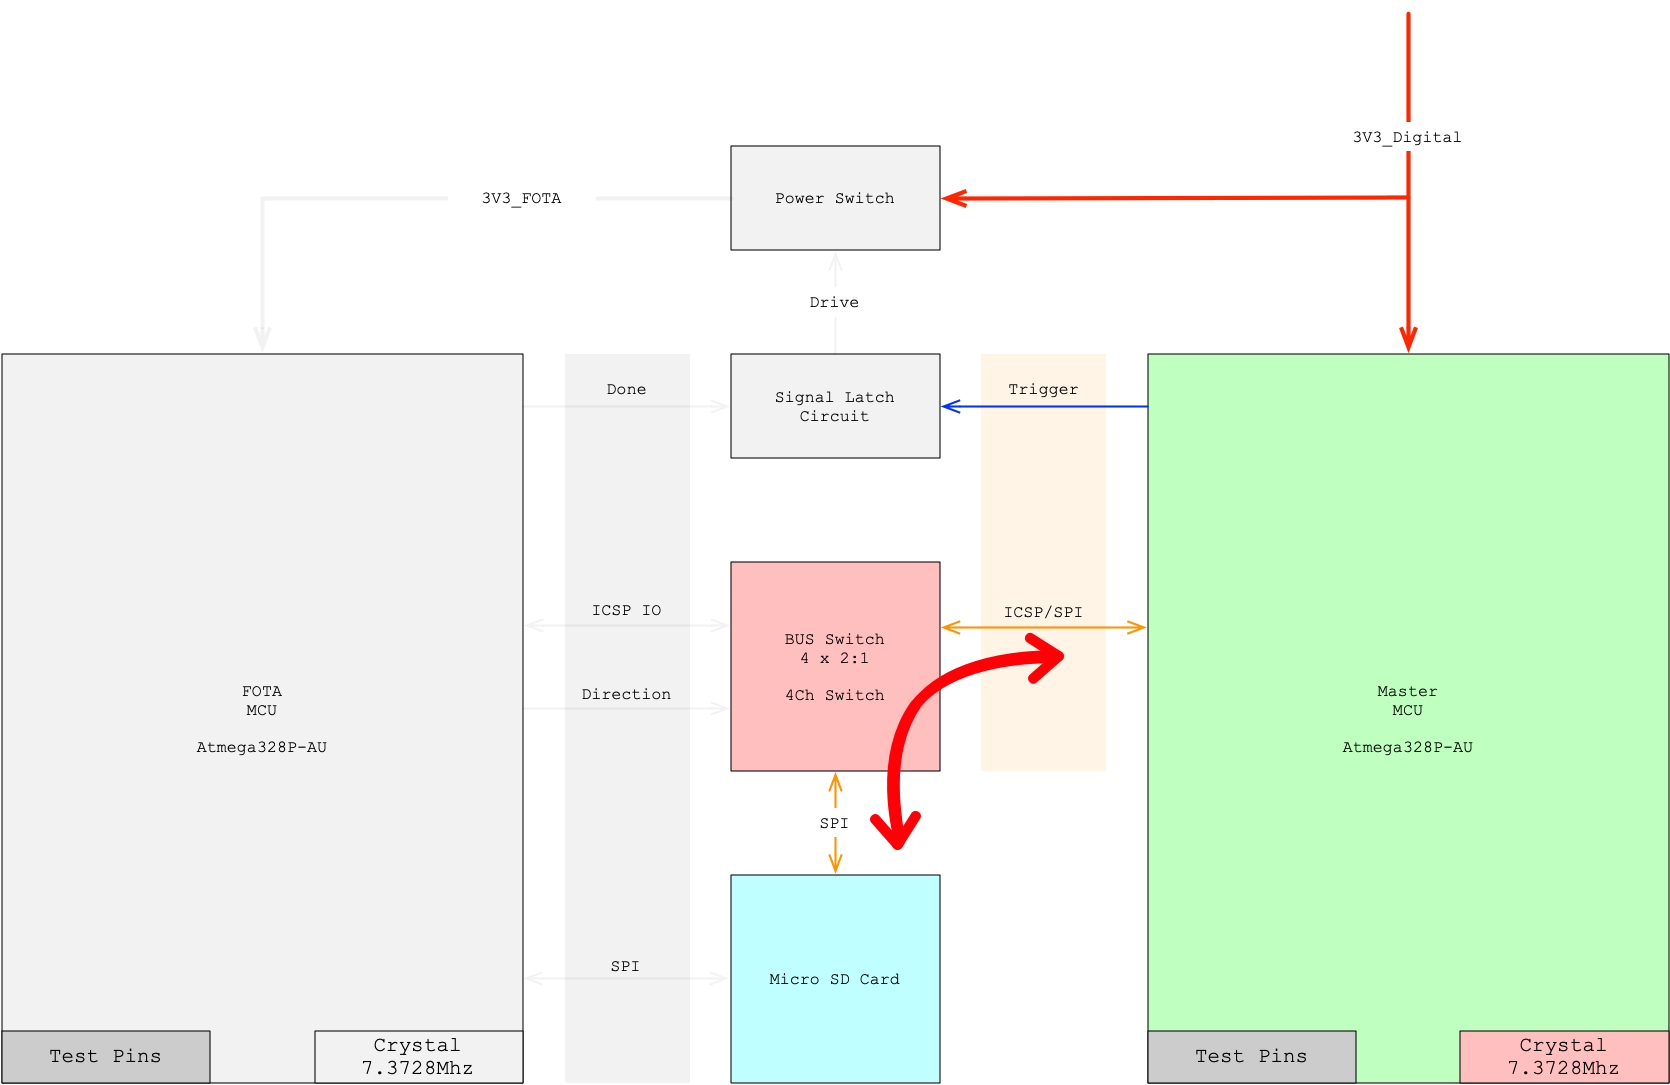 3V3_Digital
3V3_FOTA
Power Switch
Drive
Done
Signal Latch
Circuit
Trigger
ICSP IO
BUS Switch
4 x 2:1
4Ch Switch
ICSP/SPI
Direction
FOTA
MCU
Atmega328P-AU
Master
MCU
Atmega328P-AU
SPI
SPI
Micro SD Card
Test Pins
Crystal
7.3728Mhz
Test Pins
Crystal
7.3728Mhz